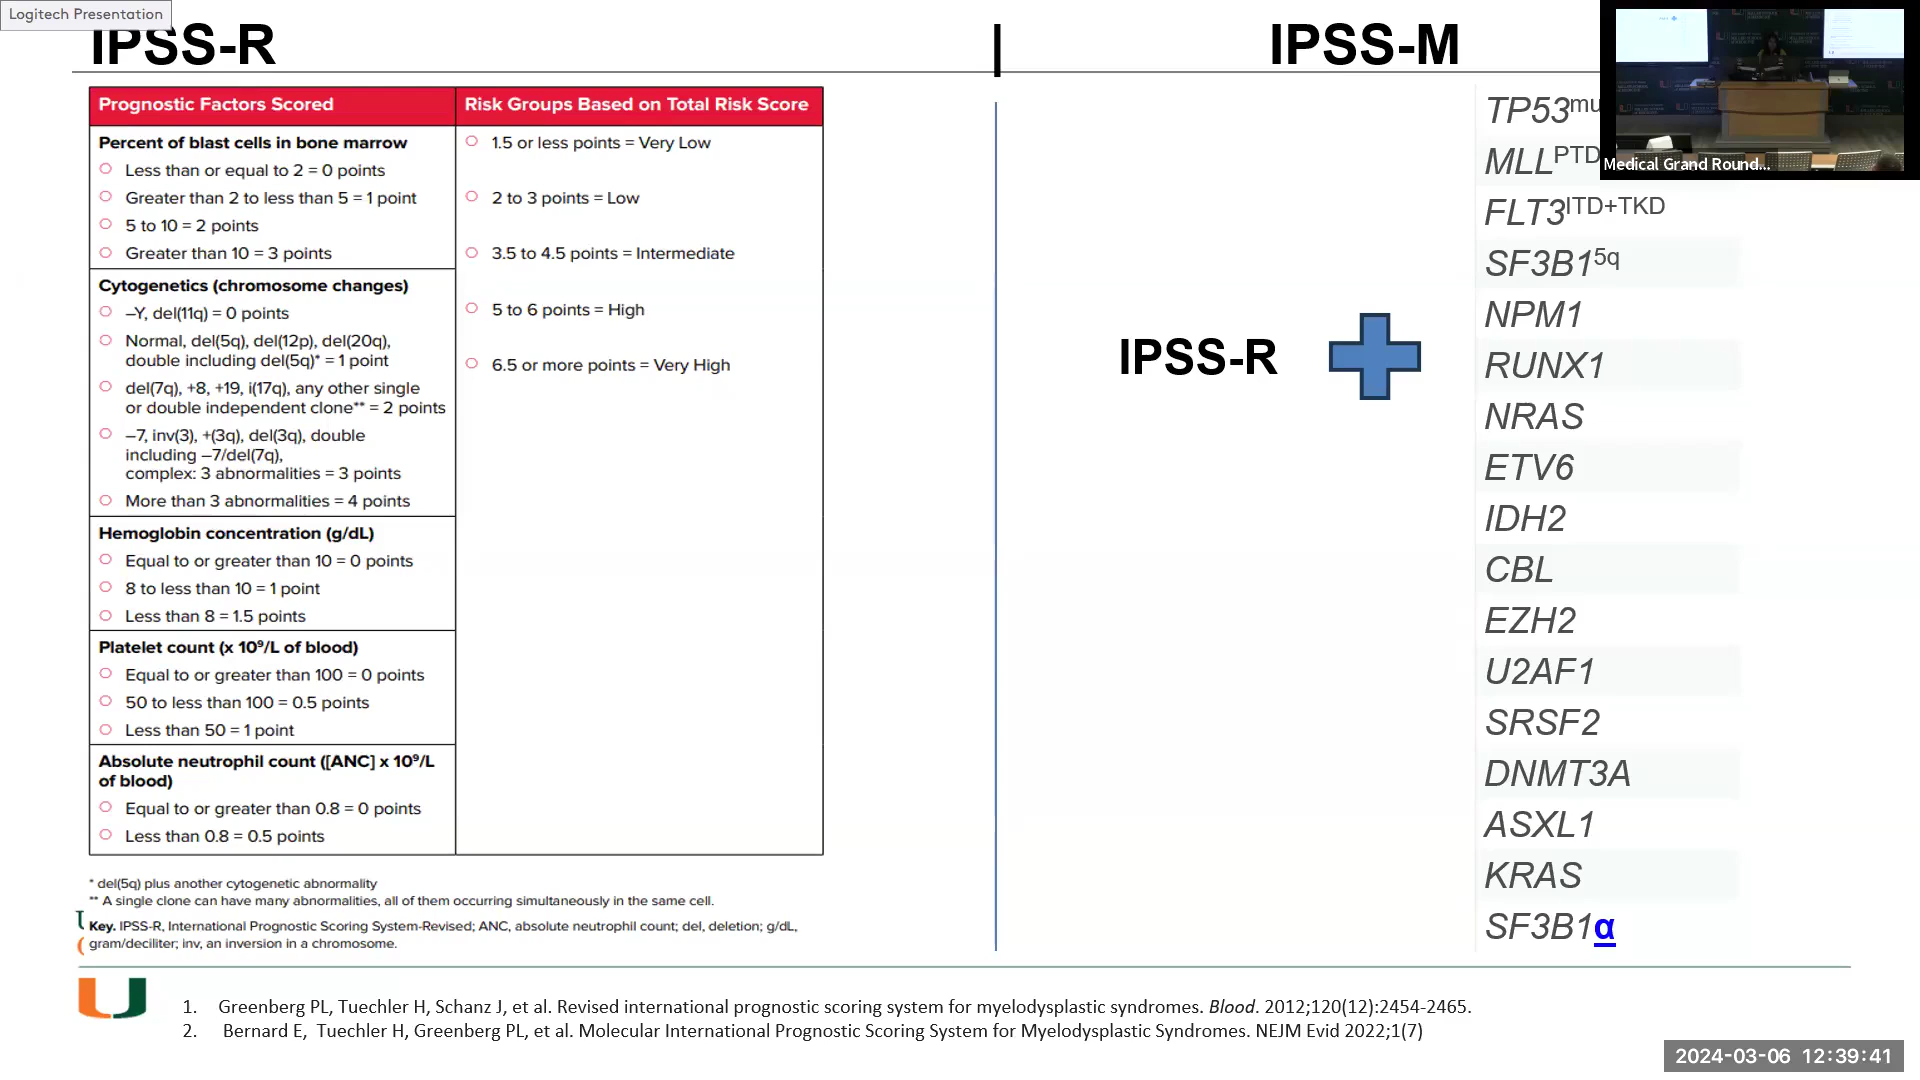 Logitech Presentation
IPSS-R
Prognostic Factors Scored
Percent of blast cells in bone marrow
Less than or equal to 2 = 0 points
Greater than 2 to less than 5 = 1 point
5 to 10 = 2 points
Greater than 10 = 3 points
Cytogenetics (chromosome changes)
–Y, del(11q) = 0 points
Normal, del(5q), del(12p), del(20q),
double including del(5q)* = 1 point
del(7q), +8, +19, i(17q), any other single
or double independent clone** = 2 points
–7, inv(3), +(3q), del(3q), double
including –7/del(7q),
complex: 3 abnormalities = 3 points
More than 3 abnormalities = 4 points
Hemoglobin concentration (g/dL)
Equal to or greater than 10 = 0 points
8 to less than 10 = 1 point
Less than 8 = 1.5 points
Platelet count (x 10⁹/L of blood)
Equal to or greater than 100 = 0 points
50 to less than 100 = 0.5 points
Less than 50 = 1 point
Absolute neutrophil count ([ANC] x 10⁹/L
of blood)
Equal to or greater than 0.8 = 0 points
Less than 0.8 = 0.5 points
Risk Groups Based on Total Risk Score
1.5 or less points = Very Low
2 to 3 points = Low
3.5 to 4.5 points = Intermediate
5 to 6 points = High
6.5 or more points = Very High
* del(5q) plus another cytogenetic abnormality
** A single clone can have many abnormalities, all of them occurring simultaneously in the same cell.
Key. IPSS-R, International Prognostic Scoring System-Revised; ANC, absolute neutrophil count; del, deletion; g/dL,
gram/deciliter; inv, an inversion in a chromosome.
|
IPSS-M
IPSS-R
TP53mu
MLLPTD
FLT3ITD+TKD
SF3B15q
NPM1
RUNX1
NRAS
ETV6
IDH2
CBL
EZH2
U2AF1
SRSF2
DNMT3A
ASXL1
KRAS
SF3B1α
Medical Grand Round...
1. Greenberg PL, Tuechler H, Schanz J, et al. Revised international prognostic scoring system for myelodysplastic syndromes. Blood. 2012;120(12):2454-2465.
2. Bernard E, Tuechler H, Greenberg PL, et al. Molecular International Prognostic Scoring System for Myelodysplastic Syndromes. NEJM Evid 2022;1(7)
2024-03-06 12:39:41